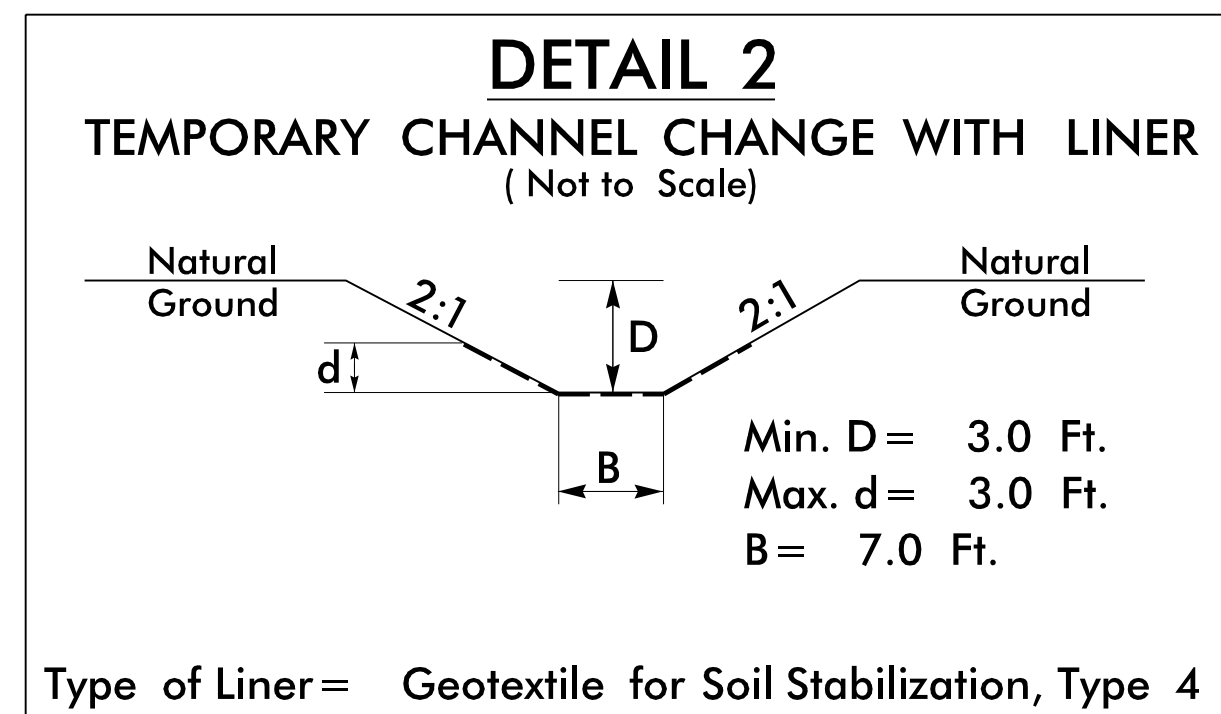 DETAIL 2
TEMPORARY CHANNEL CHANGE WITH LINER
( Not to Scale)
Natural
Ground
2:1
D
2:1
Natural
Ground
d
B
Min. D = 3.0 Ft.
Max. d = 3.0 Ft.
B = 7.0 Ft.
Type of Liner = Geotextile for Soil Stabilization, Type 4